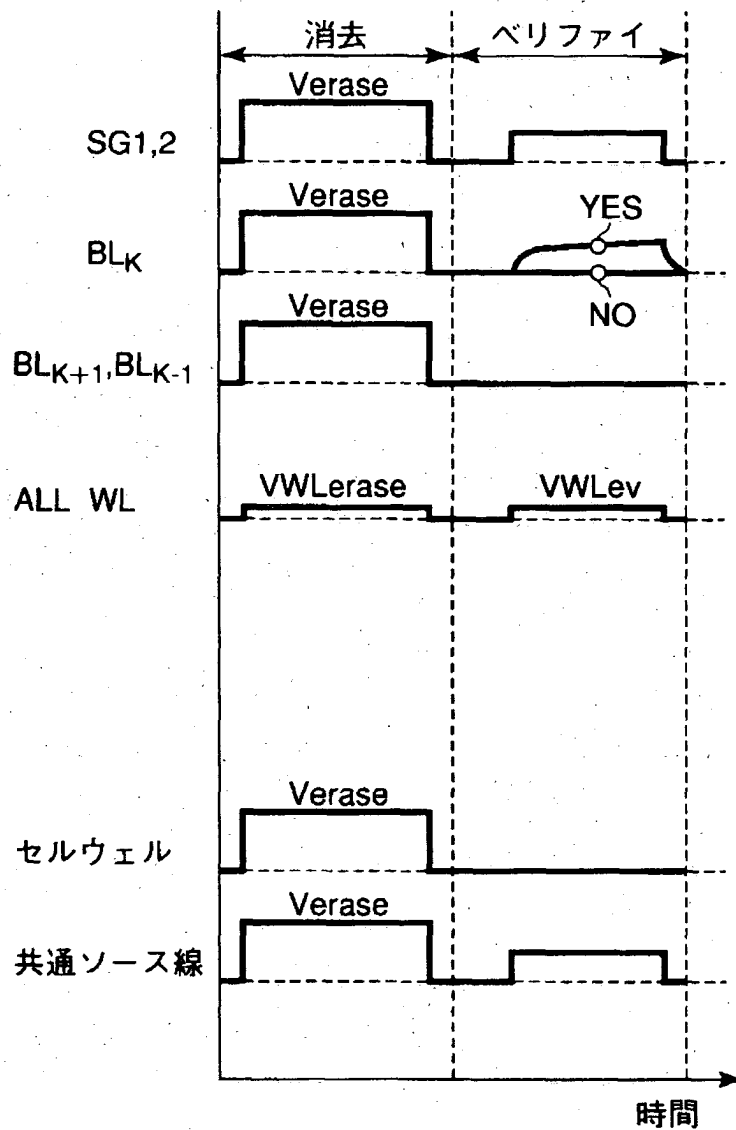 消去 ベリファイ
Verase
SG1,2
Verase
YES
BLK
NO
Verase
BLK+1,BLK-1
VWLerase VWLev
ALL WL
Verase
セルウェル
Verase
共通ソース線
時間